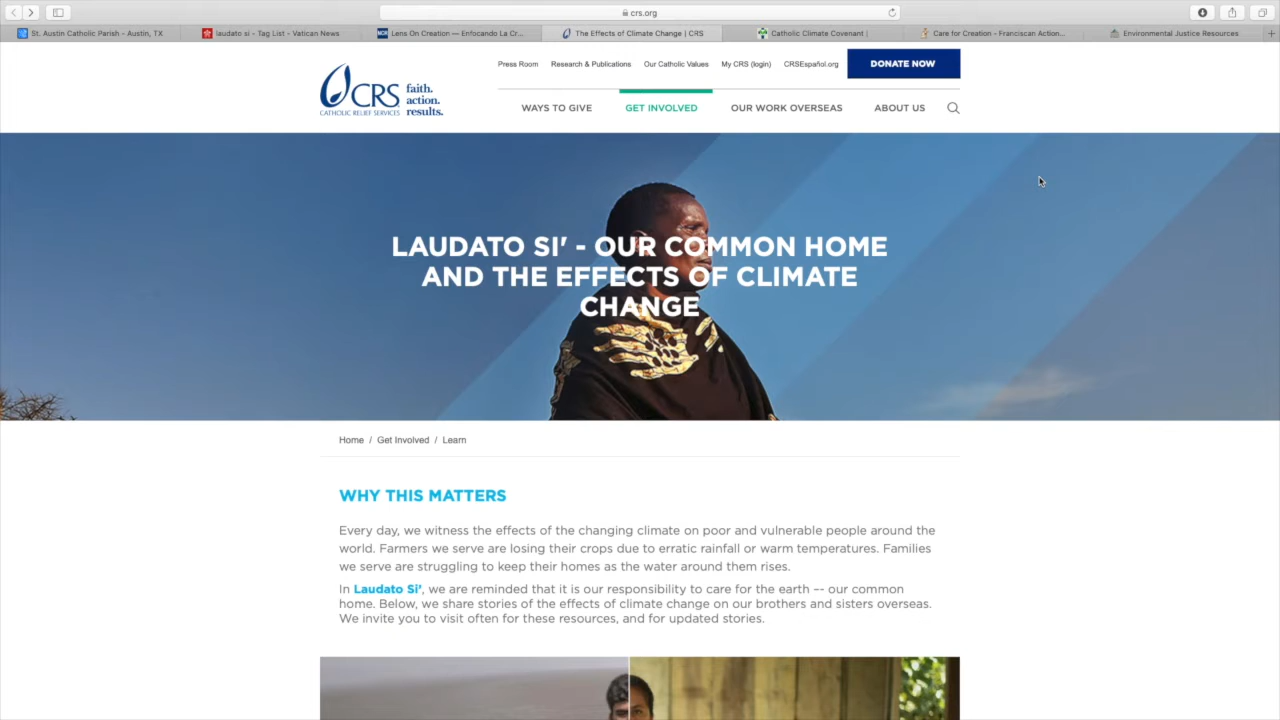 crs.org
St. Austin Catholic Parish - Austin, TX
laudato si - Tag List - Vatican News
NCR
Lens On Creation — Enfocando La Cr...
The Effects of Climate Change | CRS
Catholic Climate Covenant |
Care for Creation - Franciscan Action...
Environmental Justice Resources
Press Room
Research & Publications
Our Catholic Values
My CRS (login)
CRSEspañol.org
DONATE NOW
CRS
CATHOLIC RELIEF SERVICES
faith.
action.
results.
WAYS TO GIVE
GET INVOLVED
OUR WORK OVERSEAS
ABOUT US
LAUDATO SI' - OUR COMMON HOME
AND THE EFFECTS OF CLIMATE
CHANGE
Home / Get Involved / Learn
WHY THIS MATTERS
Every day, we witness the effects of the changing climate on poor and vulnerable people around the
world. Farmers we serve are losing their crops due to erratic rainfall or warm temperatures. Families
we serve are struggling to keep their homes as the water around them rises.
In Laudato Si', we are reminded that it is our responsibility to care for the earth –- our common
home. Below, we share stories of the effects of climate change on our brothers and sisters overseas.
We invite you to visit often for these resources, and for updated stories.